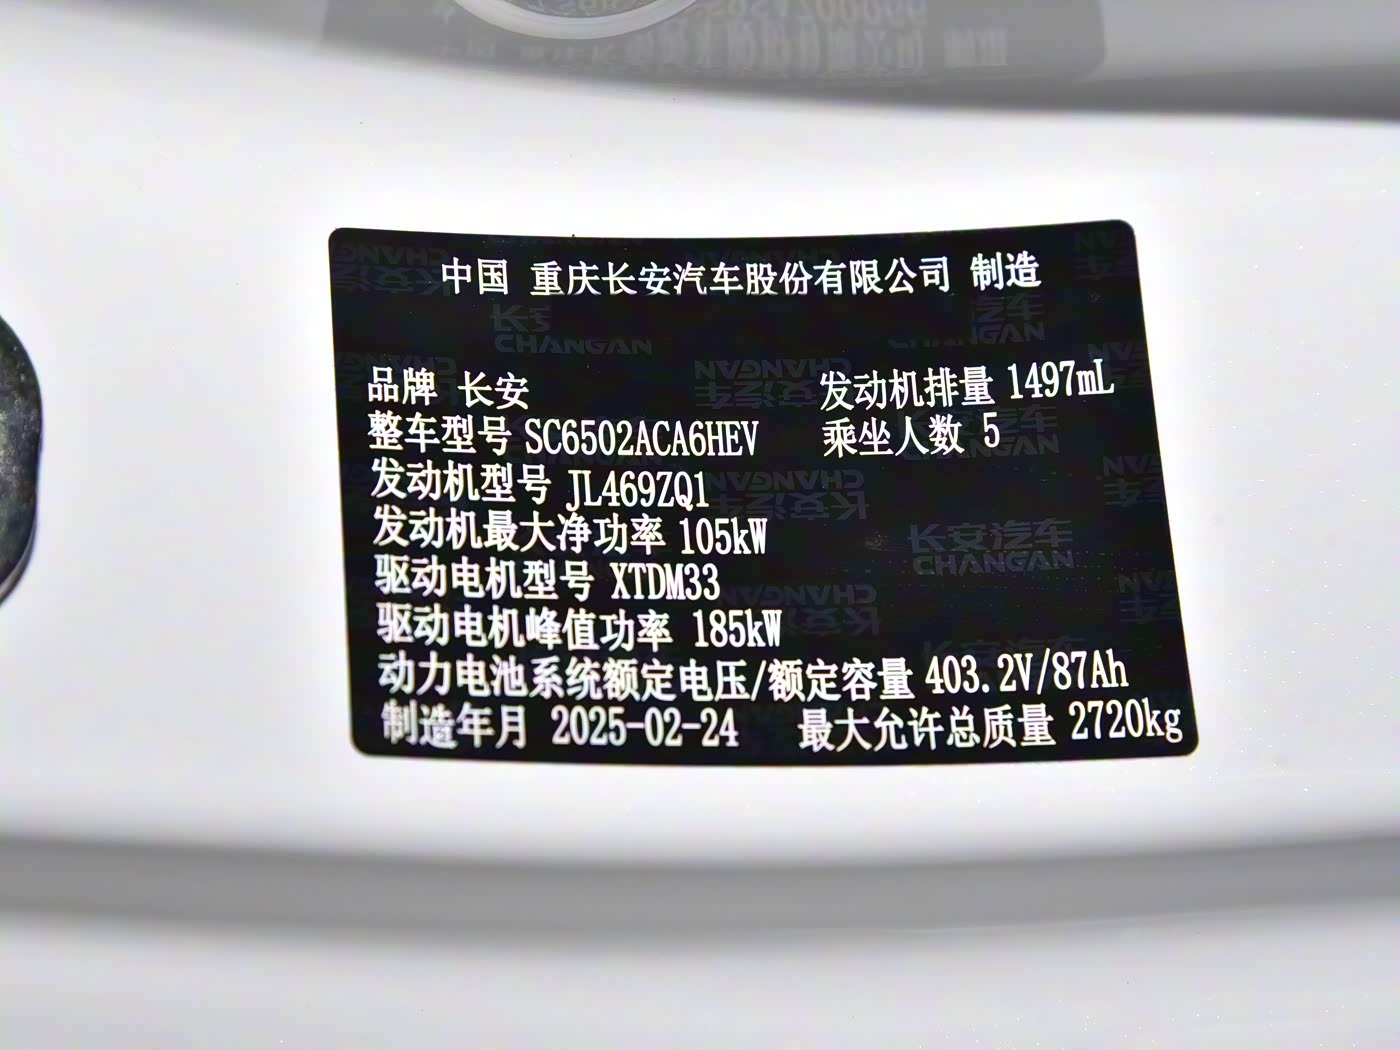 中国 重庆长安汽车股份有限公司 制造
品牌 长安 发动机排量 1497mL
整车型号 SC6502ACA6HEV 乘坐人数 5
发动机型号 JL469ZQ1
发动机最大净功率 105kW
驱动电机型号 XTDM33
驱动电机峰值功率 185kW
动力电池系统额定电压/额定容量 403.2V/87Ah
制造年月 2025-02-24 最大允许总质量 2720kg
长安汽车
CHANGAN